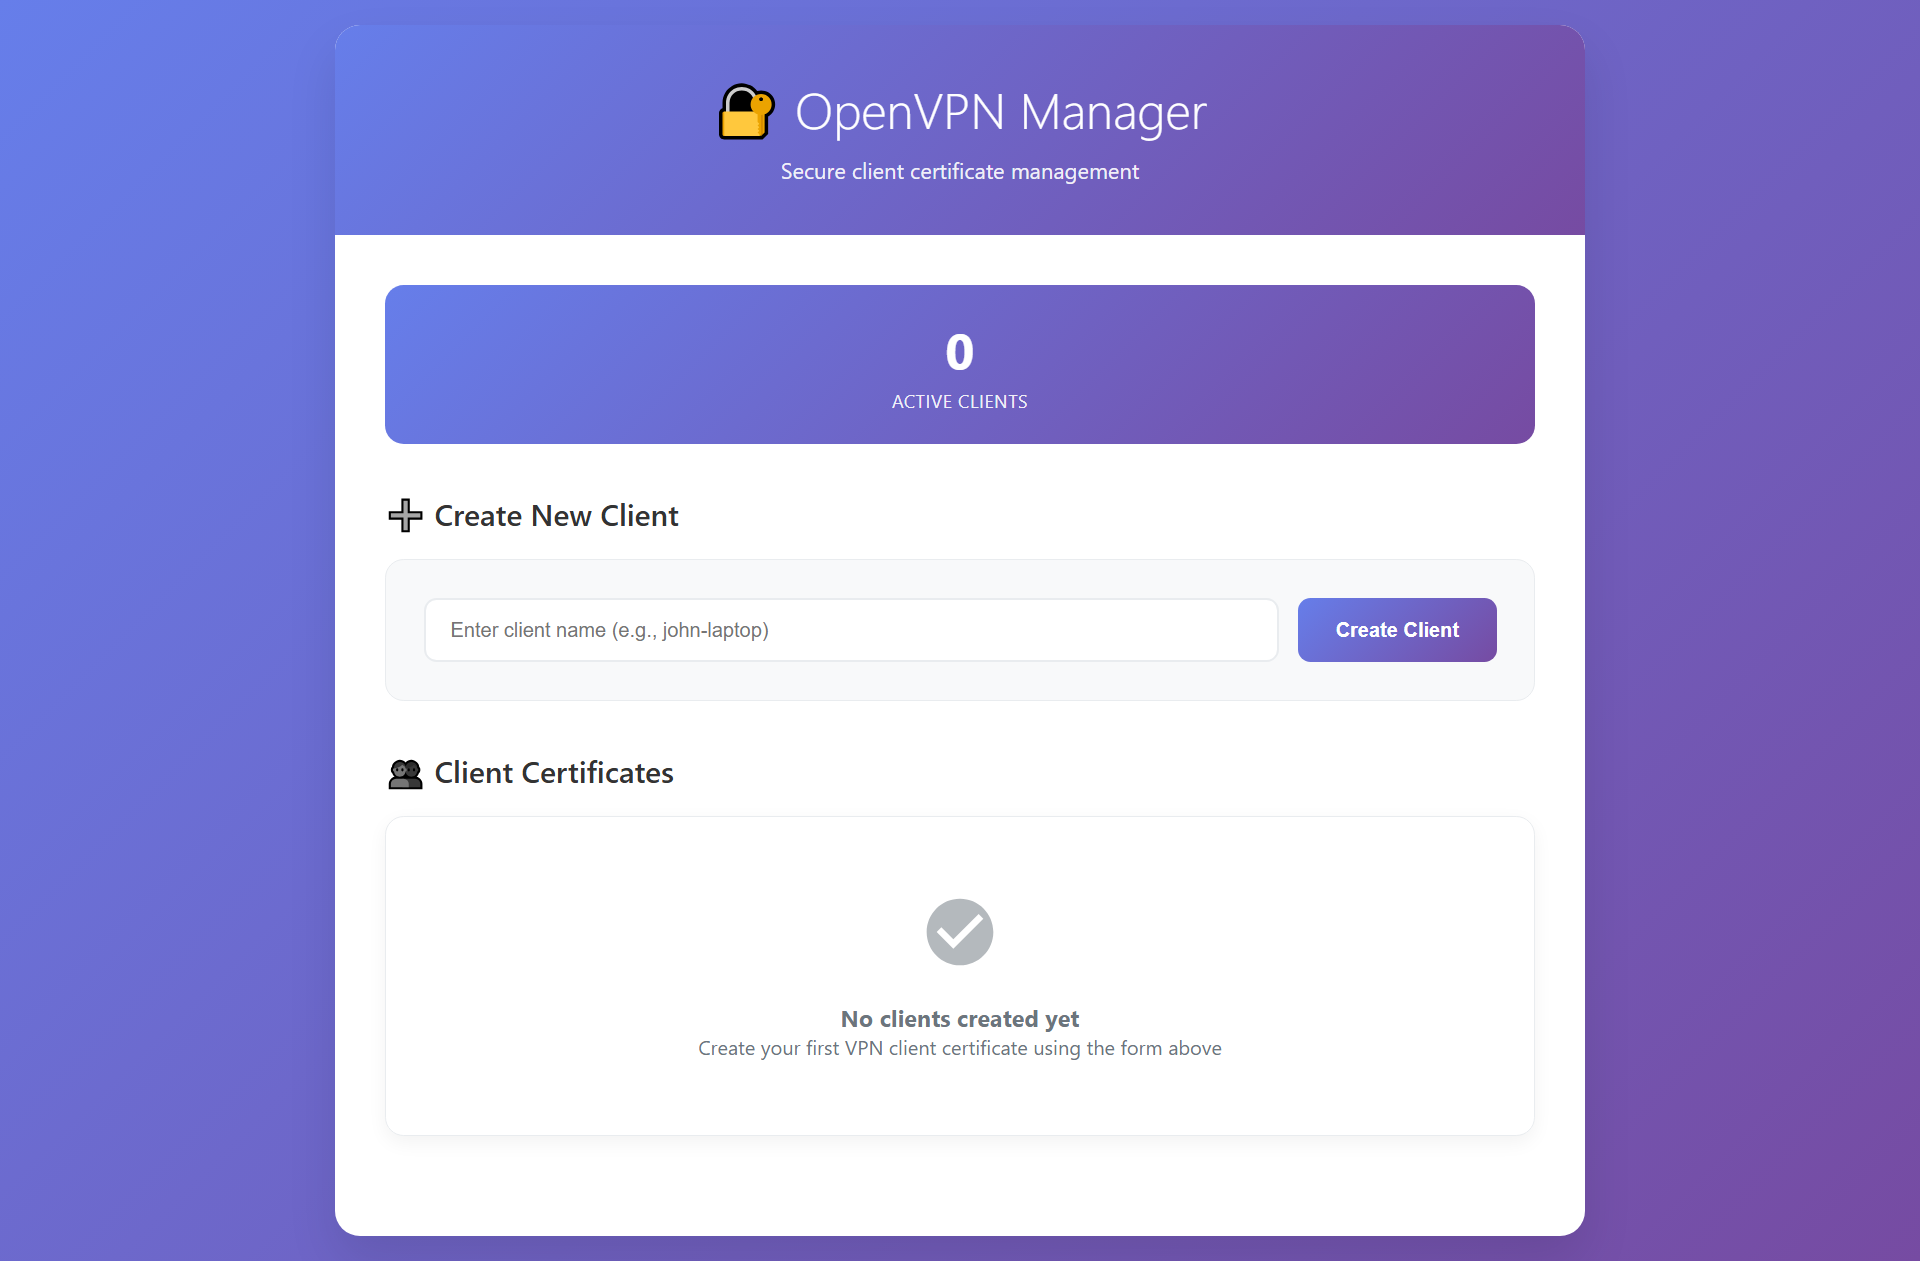 OpenVPN Manager
Secure client certificate management
0
ACTIVE CLIENTS
Create New Client
Enter client name (e.g., john-laptop)
Create Client
Client Certificates
No clients created yet
Create your first VPN client certificate using the form above